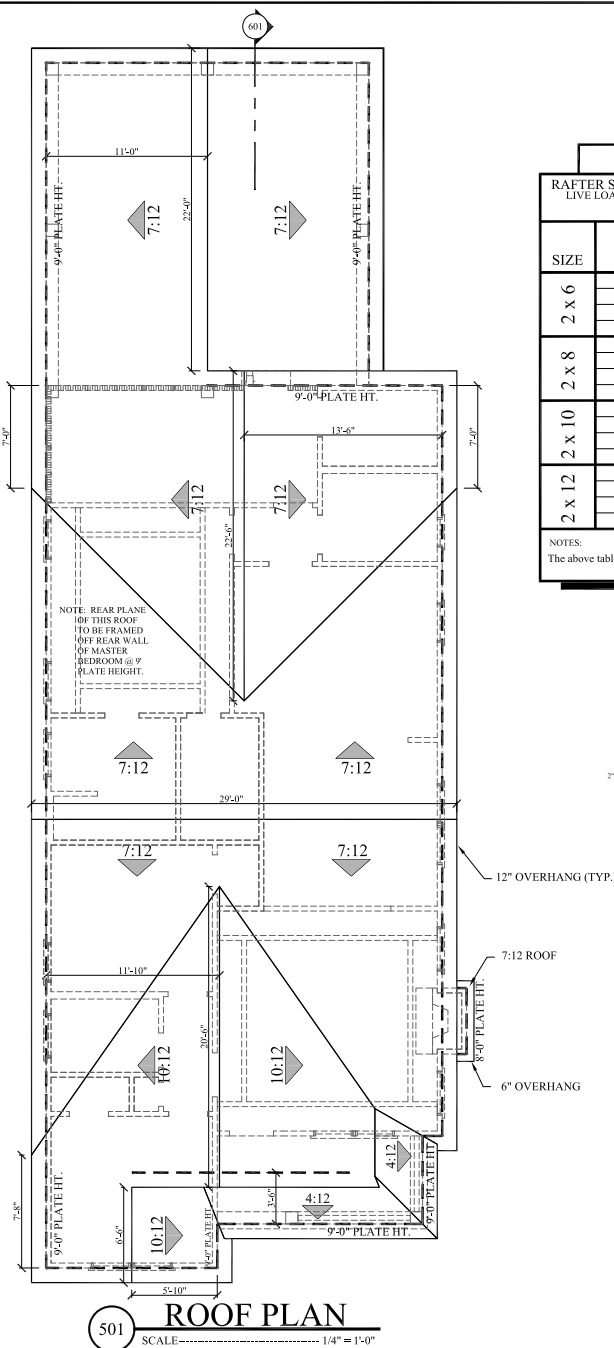 601
11'-0"
22'-0"
9'-0" PLATE HT.
7:12
7:12
9'-0" PLATE HT.
RAFTER S
LIVE LOA
SIZE
2 x 6
2 x 8
2 x 10
2 x 12
NOTES:
The above tabl
9'-0" PLATE HT.
7'-0"
13'-6"
7'-0"
7:12
7:12
22'-6"
NOTE: REAR PLANE
OF THIS ROOF
TO BE FRAMED
OFF REAR WALL
OF MASTER
BEDROOM @ 9'
PLATE HEIGHT.
7:12
7:12
2"
29'-0"
7:12
7:12
12" OVERHANG (TYP.
11'-10"
7:12 ROOF
8'-0" PLATE HT.
20'-6"
10:12
10:12
6" OVERHANG
4:12
9'-0" PLATE HT.
7'-8"
9'-0" PLATE HT.
6'-6"
10:12
9'-0" PLATE HT.
3'-6"
4:12
9'-0" PLATE HT.
5'-10"
501
ROOF PLAN
SCALE------------------------------- 1/4" = 1'-0"